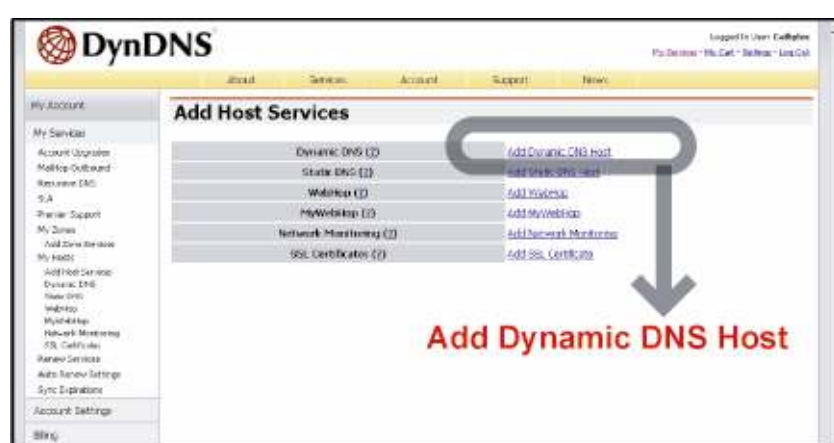 DynDNS
Logged In User:
My Services - My Cart - Settings - Log Out
About Services Account Support News
My Account
My Services
Account Upgrades
MailHop Outbound
Recursive DNS
SLA
Premier Support
My Zones
Add Zone Services
My Hosts
Add Host Services
Dynamic DNS
Static DNS
WebHop
MyWebHop
Network Monitoring
SSL Certificates
Renew Services
Auto Renew Settings
Sync Expirations
Account Settings
Billing
Add Host Services
Dynamic DNS (?) Add Dynamic DNS Host
Static DNS (?) Add Static DNS Host
WebHop (?) Add WebHop
MyWebHop (?) Add MyWebHop
Network Monitoring (?) Add Network Monitoring
SSL Certificates (?) Add SSL Certificate
Add Dynamic DNS Host